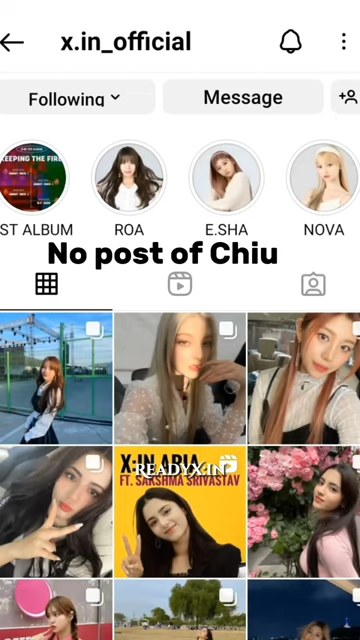 x.in_official
Following
Message
KEEPING THE FIRE
ST ALBUM
ROA
E.SHA
NOVA
No post of Chiu
X:IN ARIA
READYX:IN
FT. SAKSHMA SRIVASTAV